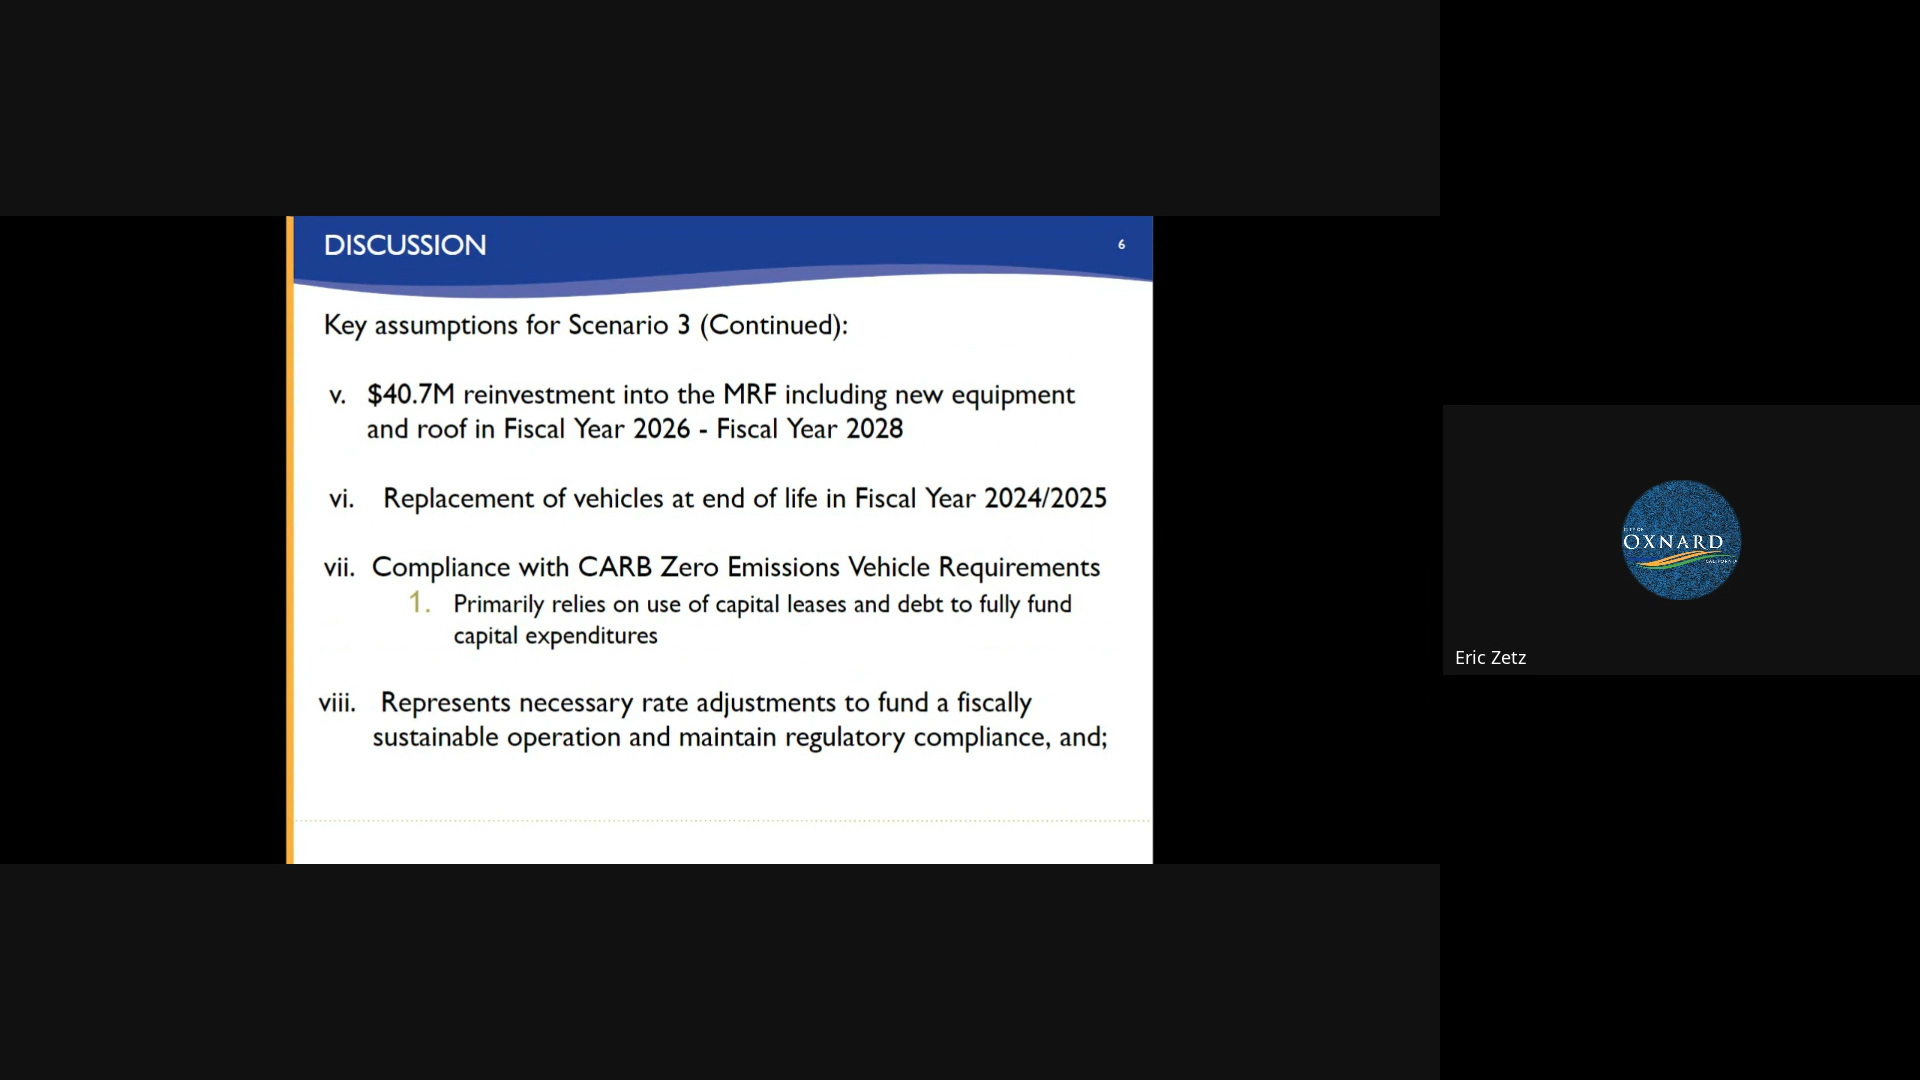 DISCUSSION
6
Key assumptions for Scenario 3 (Continued):
v. $40.7M reinvestment into the MRF including new equipment
and roof in Fiscal Year 2026 - Fiscal Year 2028
vi. Replacement of vehicles at end of life in Fiscal Year 2024/2025
vii. Compliance with CARB Zero Emissions Vehicle Requirements
1. Primarily relies on use of capital leases and debt to fully fund
capital expenditures
viii. Represents necessary rate adjustments to fund a fiscally
sustainable operation and maintain regulatory compliance, and;
CITY OF
OXNARD
CALIFORNIA
Eric Zetz